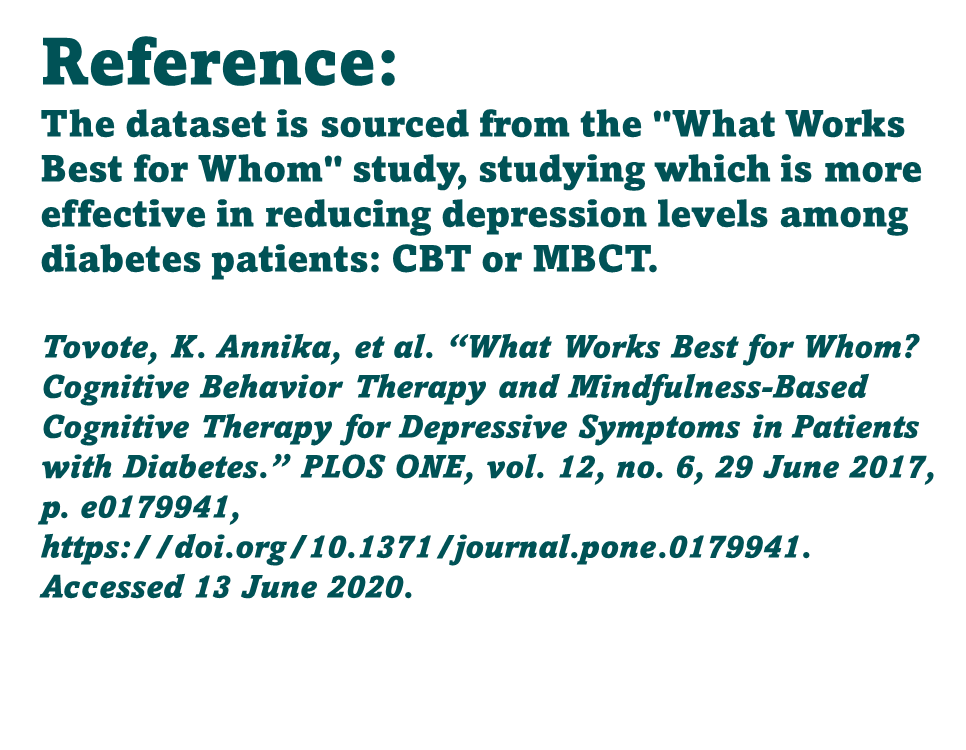 Reference:
The dataset is sourced from the "What Works
Best for Whom" study, studying which is more
effective in reducing depression levels among
diabetes patients: CBT or MBCT.
Tovote, K. Annika, et al. “What Works Best for Whom?
Cognitive Behavior Therapy and Mindfulness-Based
Cognitive Therapy for Depressive Symptoms in Patients
with Diabetes.” PLOS ONE, vol. 12, no. 6, 29 June 2017,
p. e0179941,
https://doi.org/10.1371/journal.pone.0179941.
Accessed 13 June 2020.